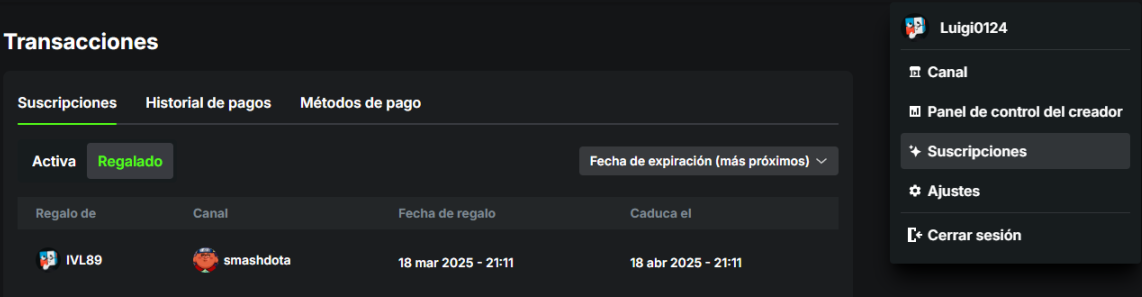 Transacciones
Suscripciones Historial de pagos Métodos de pago
Activa Regalado Fecha de expiración (más próximos)
Regalo de Canal Fecha de regalo Caduca el
IVL89 smashdota 18 mar 2025 - 21:11 18 abr 2025 - 21:11
Luigi0124
Canal
Panel de control del creador
Suscripciones
Ajustes
Cerrar sesión